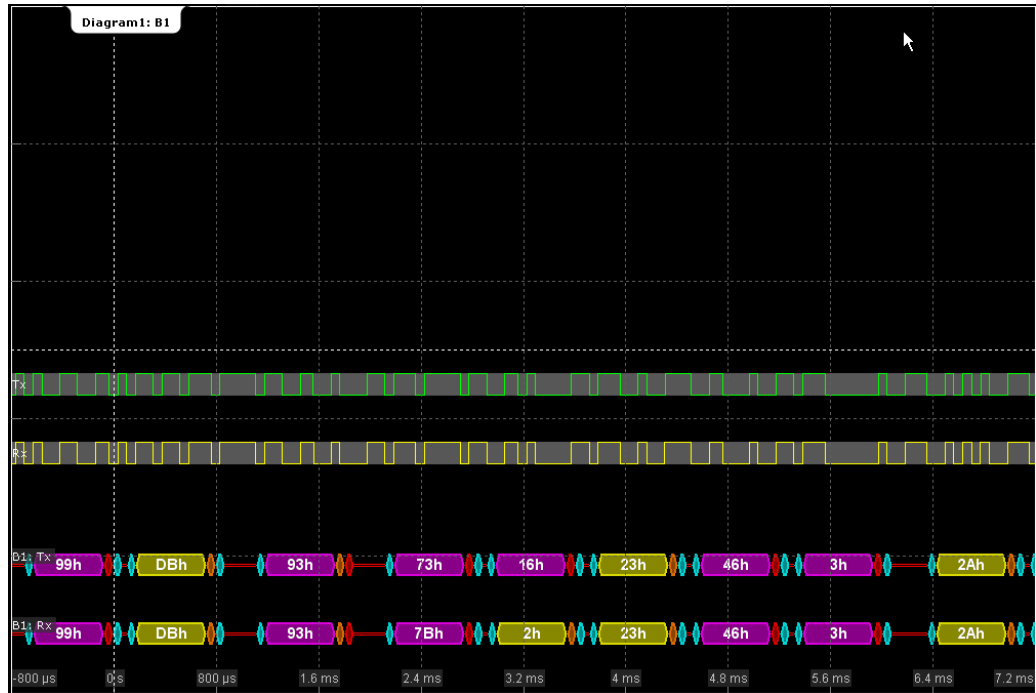 Diagram1: B1
Tx
Rx
B1: Tx
99h DBh 93h 73h 16h 23h 46h 3h 2Ah
B1: Rx
99h DBh 93h 7Bh 2h 23h 46h 3h 2Ah
-800 µs 0 s 800 µs 1.6 ms 2.4 ms 3.2 ms 4 ms 4.8 ms 5.6 ms 6.4 ms 7.2 ms